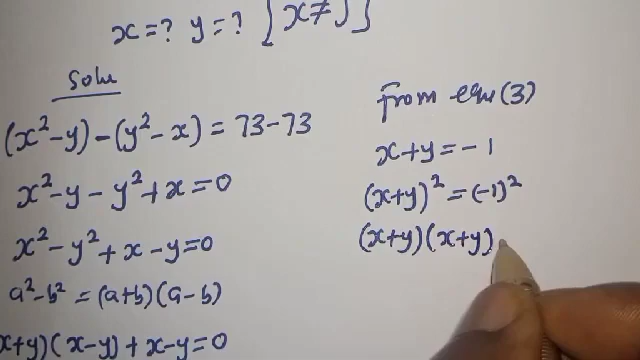 x=? y=? [x≠y]
Solu
(x²-y)-(y²-x)=73-73
x²-y-y²+x=0
x²-y²+x-y=0
a²-b²=(a+b)(a-b)
x+y)(x-y)+x-y=0
from eqn(3)
x+y=-1
(x+y)²=(-1)²
(x+y)(x+y)